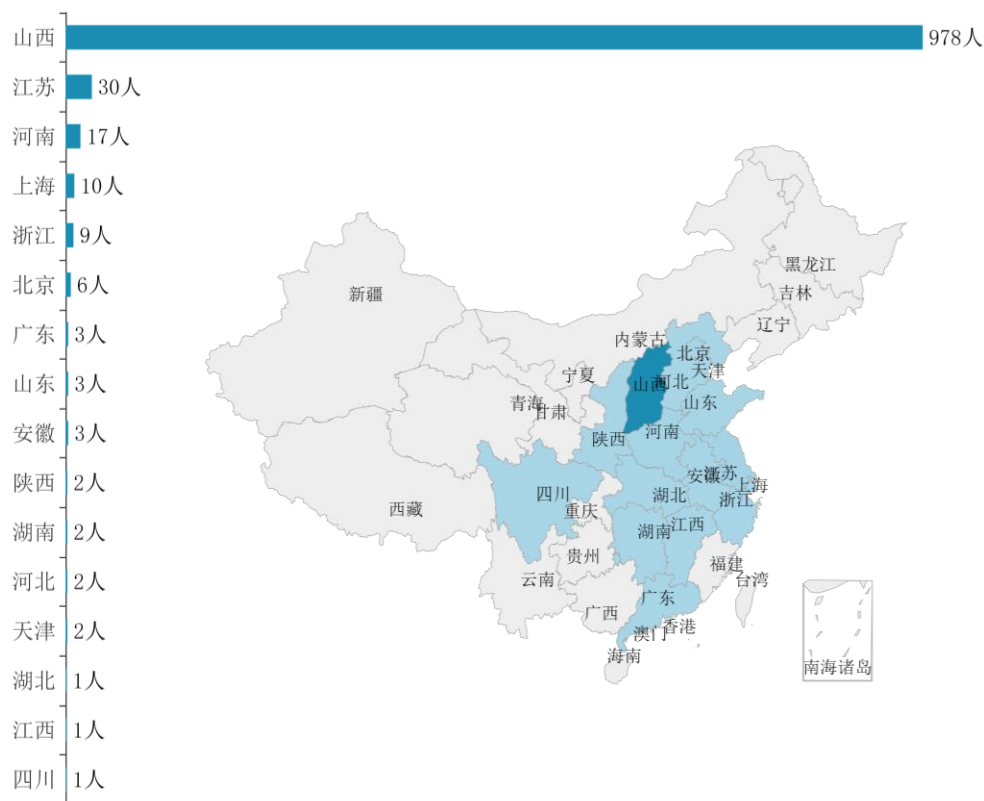 山西 978人
江苏 30人
河南 17人
上海 10人
浙江 9人
北京 6人
广东 3人
山东 3人
安徽 3人
陕西 2人
湖南 2人
河北 2人
天津 2人
湖北 1人
江西 1人
四川 1人
黑龙江
吉林
新疆
辽宁
内蒙古
北京
天津
宁夏
山西
河北
青海
甘肃
山东
河南
陕西
安徽
江苏
上海
四川
湖北
浙江
西藏
重庆
江西
湖南
贵州
福建
云南
台湾
广东
广西
香港
澳门
海南
南海诸岛